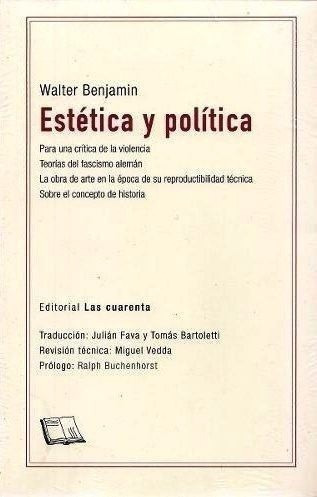 Walter Benjamin
Estética y política
Para una crítica de la violencia
Teorías del fascismo alemán
La obra de arte en la época de su reproductibilidad técnica
Sobre el concepto de historia
Editorial Las cuarenta
Traducción: Julián Fava y Tomás Bartoletti
Revisión técnica: Miguel Vedda
Prólogo: Ralph Buchenhorst